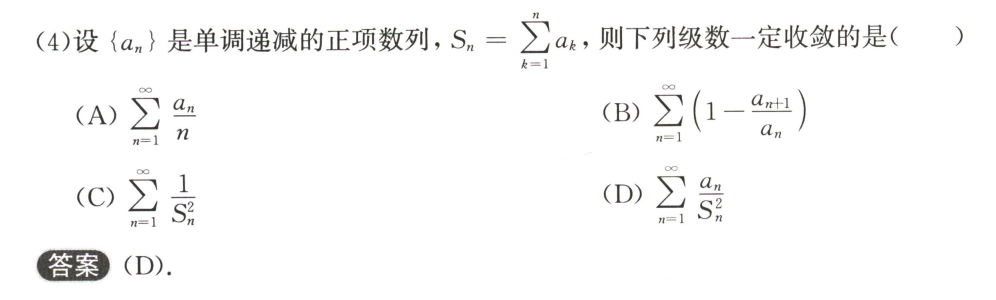 (4)设 {aₙ} 是单调递减的正项数列, Sₙ = ∑_{k=1}^{n} aₖ, 则下列级数一定收敛的是(　　)
(A) ∑_{n=1}^{∞} aₙ/n　　(B) ∑_{n=1}^{∞} (1 − aₙ₊₁/aₙ)
(C) ∑_{n=1}^{∞} 1/Sₙ²　　(D) ∑_{n=1}^{∞} aₙ/Sₙ²
答案 (D).